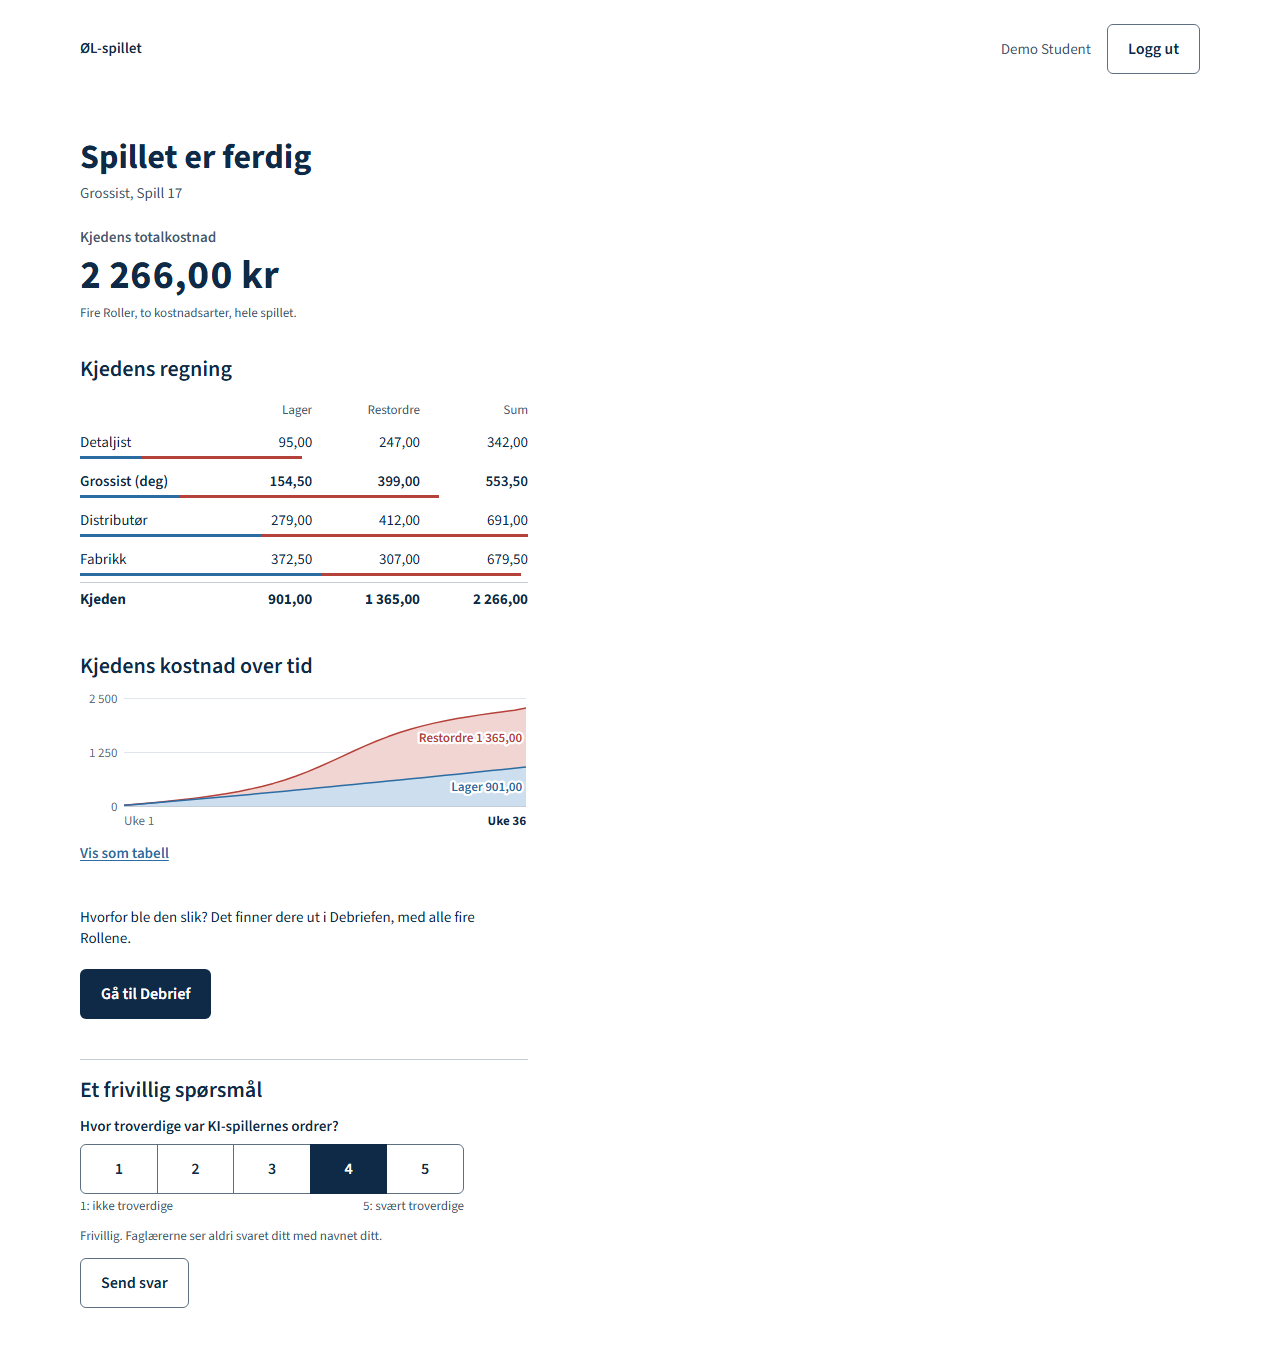 ØL-spillet
Demo Student
Logg ut
Spillet er ferdig
Grossist, Spill 17
Kjedens totalkostnad
2 266,00 kr
Fire Roller, to kostnadsarter, hele spillet.
Kjedens regning
Lager Restordre Sum
Detaljist 95,00 247,00 342,00
Grossist (deg) 154,50 399,00 553,50
Distributør 279,00 412,00 691,00
Fabrikk 372,50 307,00 679,50
Kjeden 901,00 1 365,00 2 266,00
Kjedens kostnad over tid
2 500
Restordre 1 365,00
1 250
Lager 901,00
0
Uke 1 Uke 36
Vis som tabell
Hvorfor ble den slik? Det finner dere ut i Debriefen, med alle fire
Rollene.
Gå til Debrief
Et frivillig spørsmål
Hvor troverdige var KI-spillernes ordrer?
1 2 3 4 5
1: ikke troverdige 5: svært troverdige
Frivillig. Faglærerne ser aldri svaret ditt med navnet ditt.
Send svar